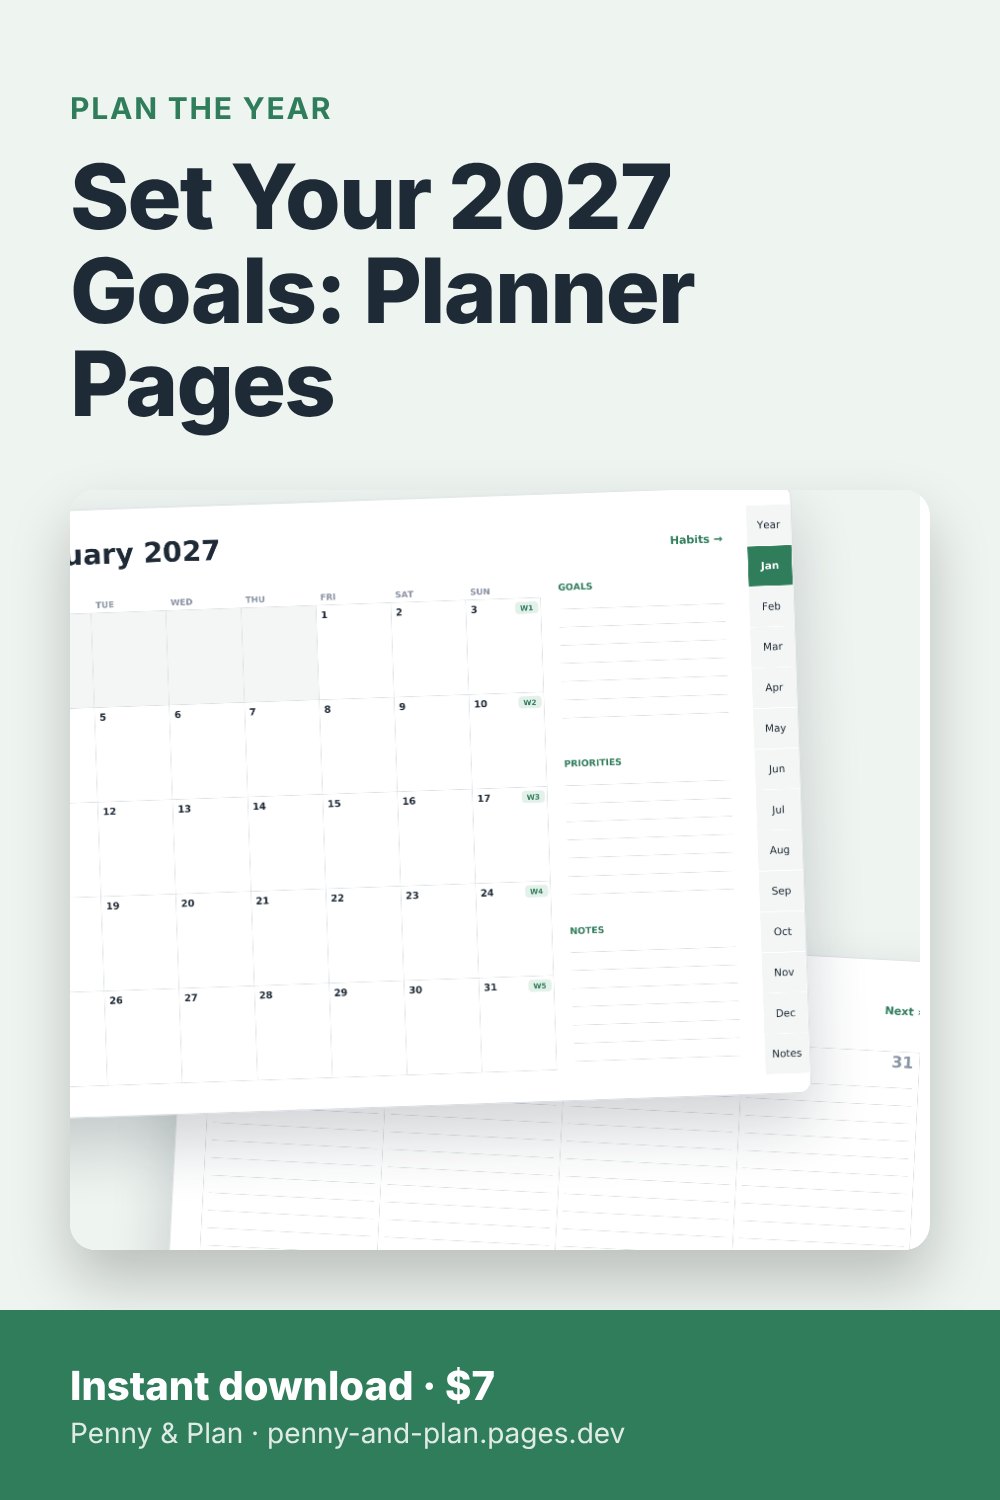 PLAN THE YEAR
Set Your 2027
Goals: Planner
Pages
uary 2027
Habits →
TUE WED THU FRI SAT SUN
1 2 3 W1
5 6 7 8 9 10 W2
12 13 14 15 16 17 W3
19 20 21 22 23 24 W4
26 27 28 29 30 31 W5
GOALS
PRIORITIES
NOTES
Year
Jan
Feb
Mar
Apr
May
Jun
Jul
Aug
Sep
Oct
Nov
Dec
Notes
Next ›
31
Instant download · $7
Penny & Plan · penny-and-plan.pages.dev